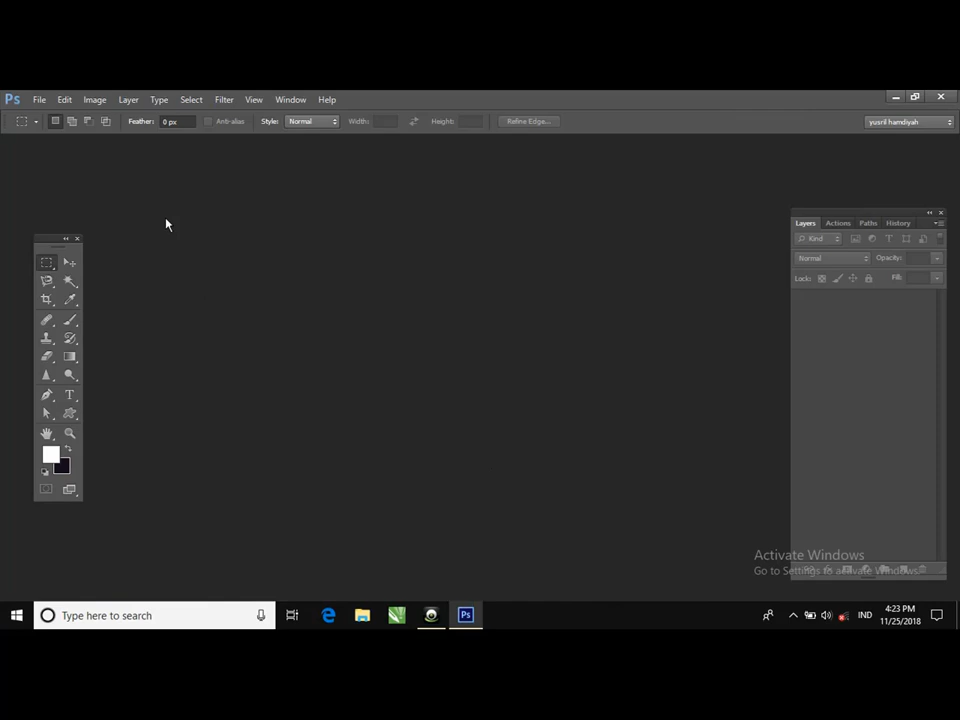 Ps File Edit Image Layer Type Select Filter View Window Help
Feather: 0 px Anti-alias Style: Normal Width: Height: Refine Edge... yusril hamdiyah
Layers Actions Paths History
Kind
Normal Opacity:
Lock: Fill:
Activate Windows
Go to Settings to activate Windows.
Type here to search Ps IND 4:23 PM
11/25/2018